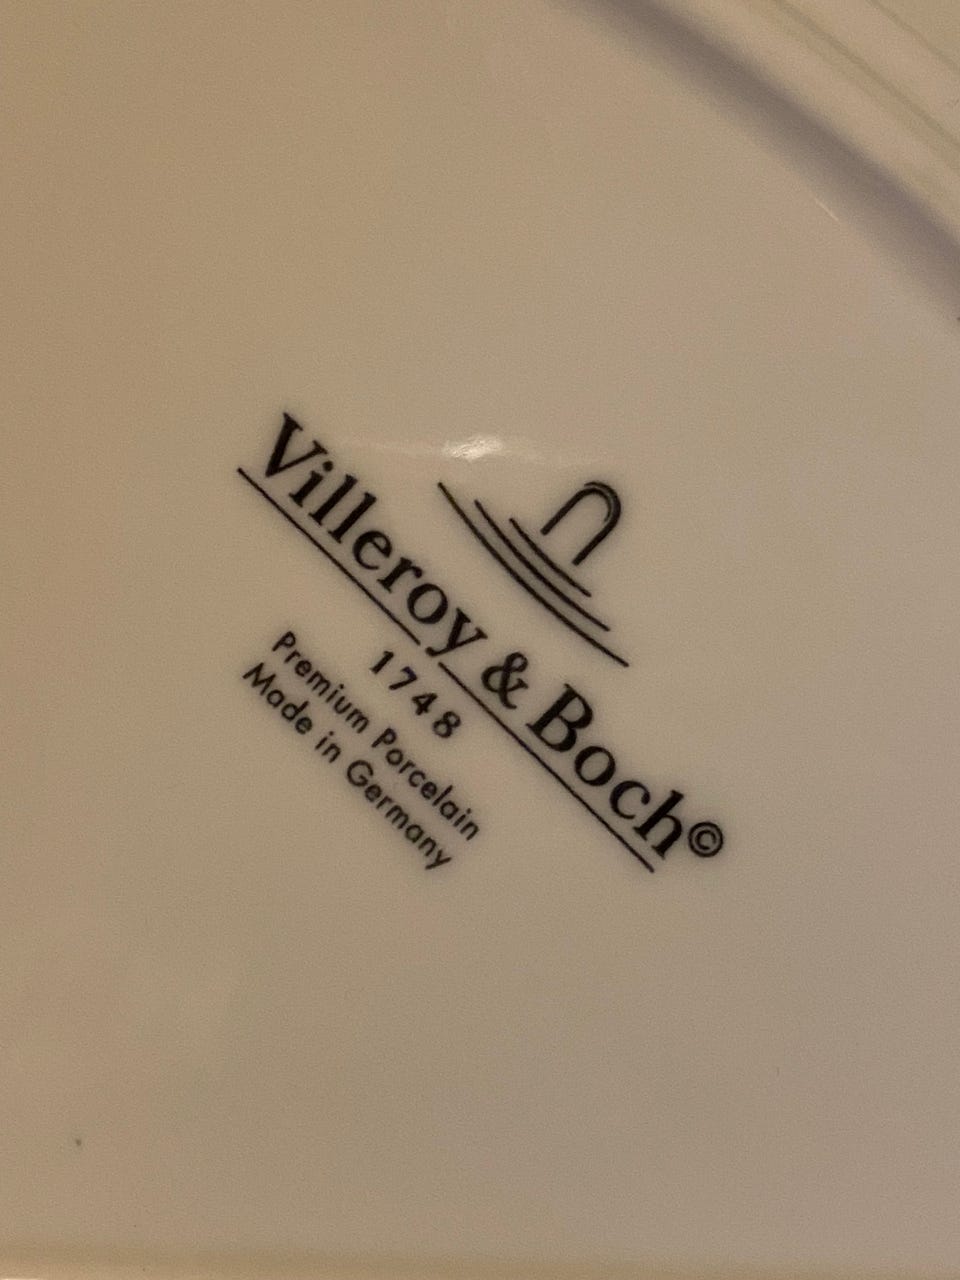 Villeroy & Boch©
1748
Premium Porcelain
Made in Germany